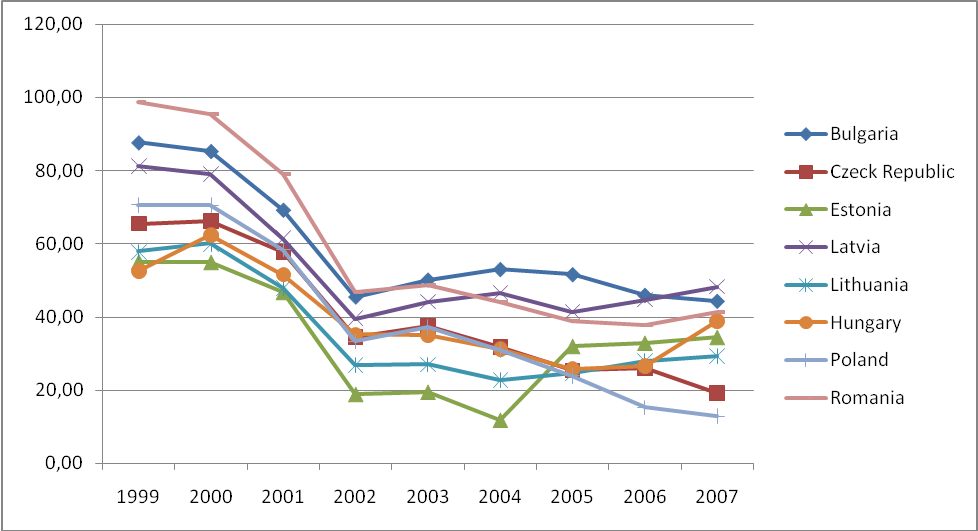 120,00
100,00
80,00
60,00
40,00
20,00
0,00
1999 2000 2001 2002 2003 2004 2005 2006 2007
Bulgaria
Czeck Republic
Estonia
Latvia
Lithuania
Hungary
Poland
Romania